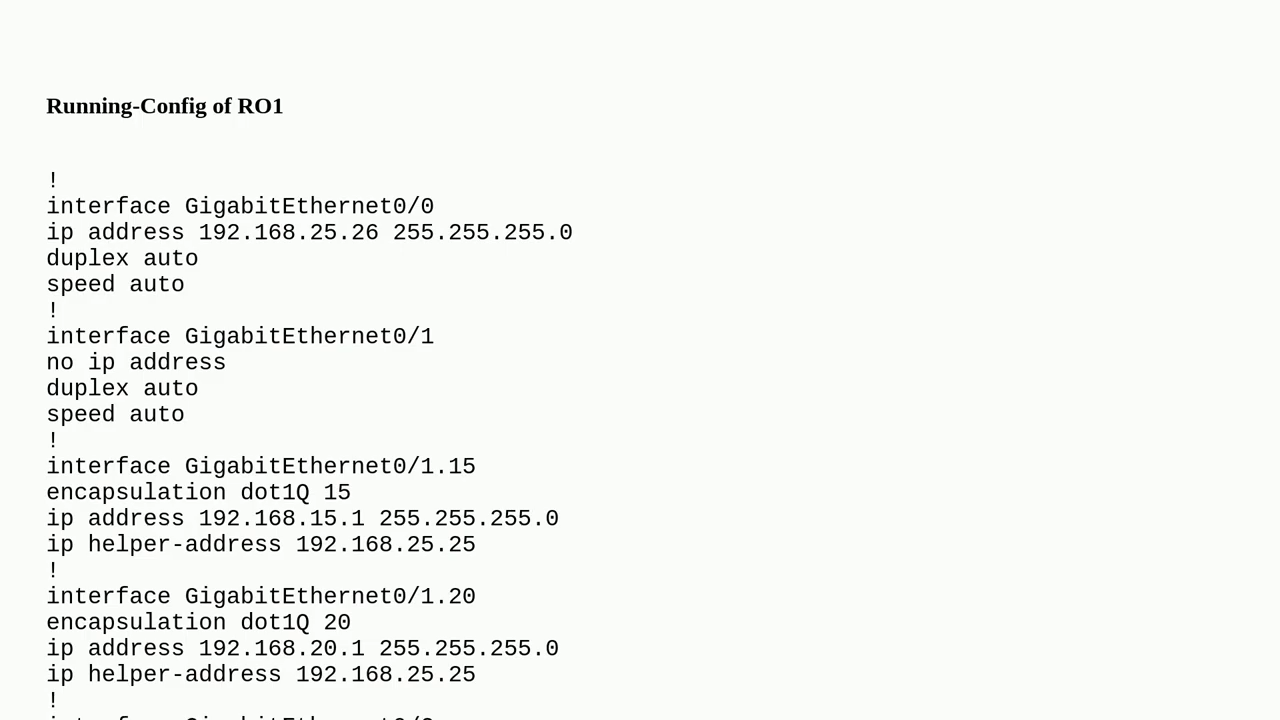 Running-Config of RO1
!
interface GigabitEthernet0/0
ip address 192.168.25.26 255.255.255.0
duplex auto
speed auto
!
interface GigabitEthernet0/1
no ip address
duplex auto
speed auto
!
interface GigabitEthernet0/1.15
encapsulation dot1Q 15
ip address 192.168.15.1 255.255.255.0
ip helper-address 192.168.25.25
!
interface GigabitEthernet0/1.20
encapsulation dot1Q 20
ip address 192.168.20.1 255.255.255.0
ip helper-address 192.168.25.25
!